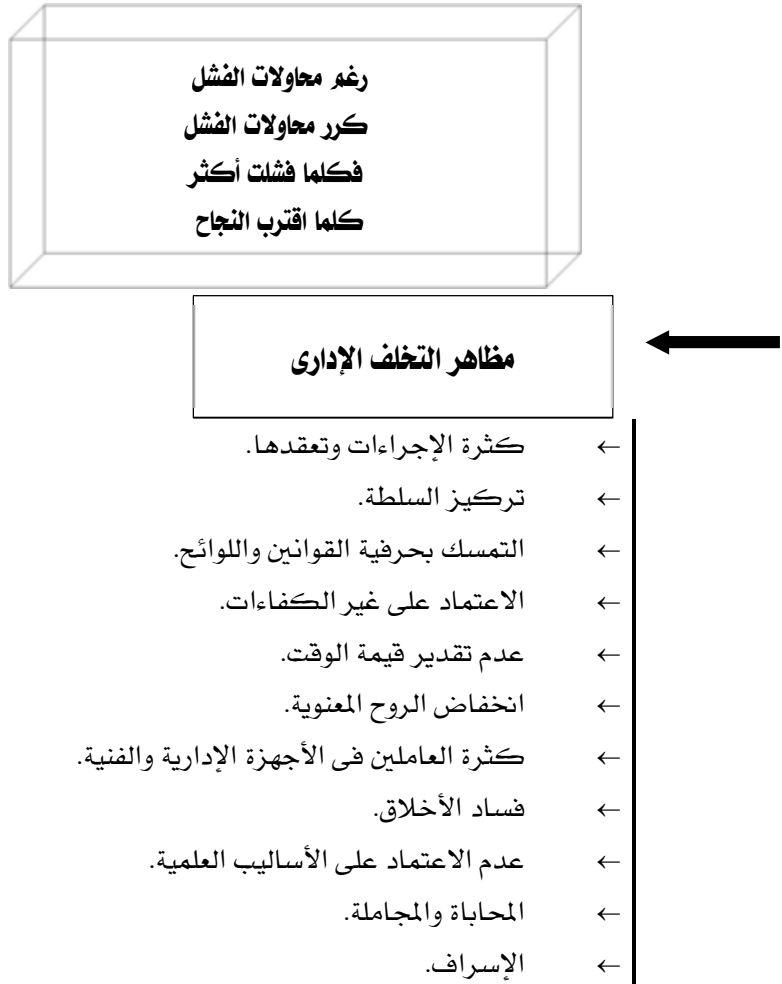 رغم محاولات الفشل
كرر محاولات الفشل
فكلما فشلت أكثر
كلما اقترب النجاح
مظاهر التخلف الإدارى
← كثرة الإجراءات وتعقدها.
← تركيز السلطة.
← التمسك بحرفية القوانين واللوائح.
← الاعتماد على غير الكفاءات.
← عدم تقدير قيمة الوقت.
← انخفاض الروح المعنوية.
← كثرة العاملين فى الأجهزة الإدارية والفنية.
← فساد الأخلاق.
← عدم الاعتماد على الأساليب العلمية.
← المحاباة والمجاملة.
← الإسراف.